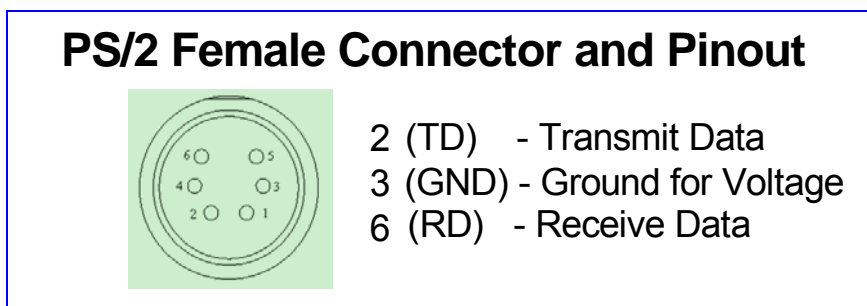 PS/2 Female Connector and Pinout
6 5
4 3
2 1
2 (TD) - Transmit Data
3 (GND) - Ground for Voltage
6 (RD) - Receive Data